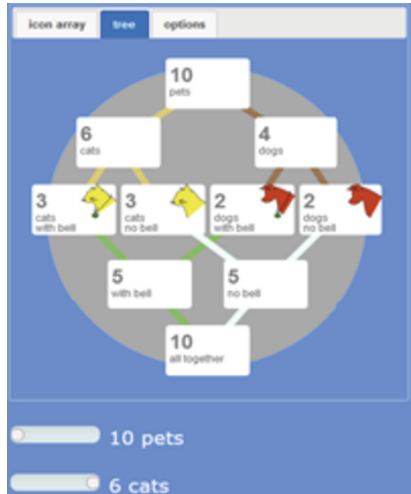 icon array tree options
10
pets
6
cats
4
dogs
3
cats
with bell
3
cats
no bell
2
dogs
with bell
2
dogs
no bell
5
with bell
5
no bell
10
all together
10 pets
6 cats